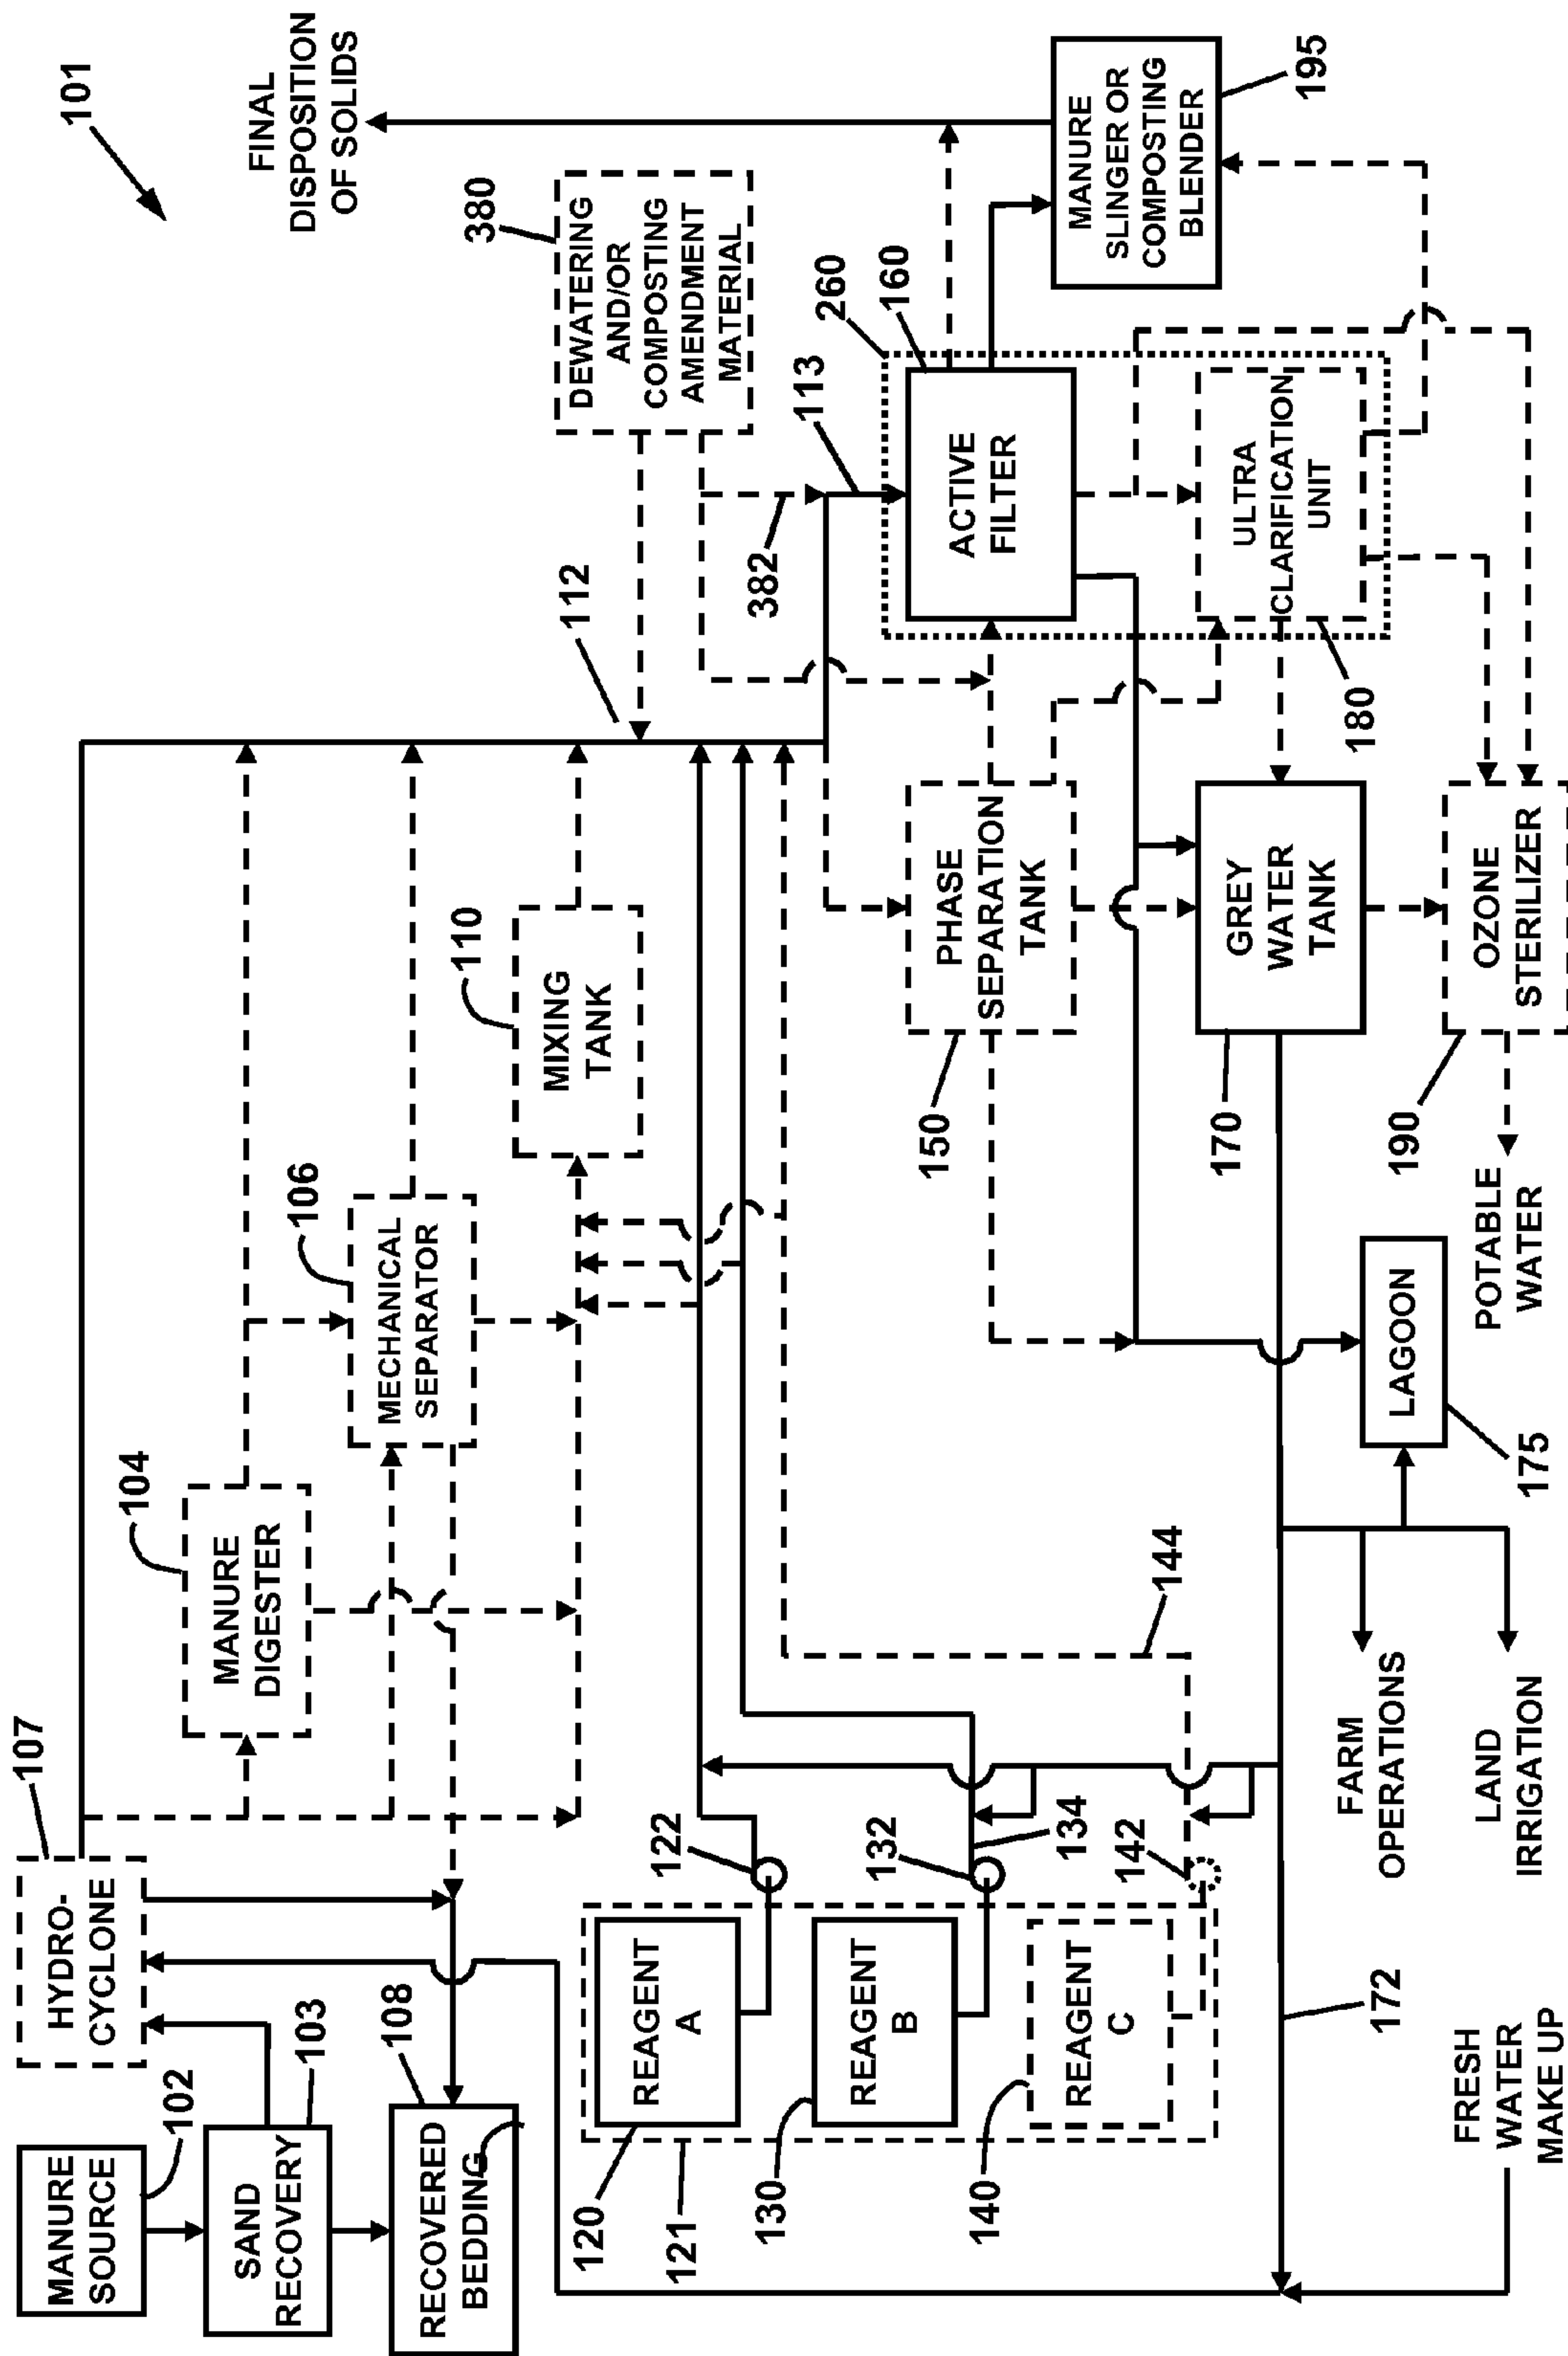 101
FINAL
DISPOSITION
OF SOLIDS
107
HYDRO-
CYCLONE
MANURE
SOURCE
102
SAND
RECOVERY
103
RECOVERED
BEDDING
108
104
MANURE
DIGESTER
106
MECHANICAL
SEPARATOR
110
MIXING
TANK
112
380
DEWATERING
AND/OR
COMPOSTING
AMENDMENT
MATERIAL
382
113
260
160
ACTIVE
FILTER
MANURE
SLINGER OR
COMPOSTING
BLENDER
195
REAGENT
A
120
121
122
REAGENT
B
130
132
134
REAGENT
C
140
142
144
PHASE
SEPARATION
TANK
150
ULTRA
CLARIFICATION
UNIT
180
GREY
WATER
TANK
170
OZONE
STERILIZER
190
POTABLE
WATER
LAGOON
175
FARM
OPERATIONS
LAND
IRRIGATION
172
FRESH
WATER
MAKE UP